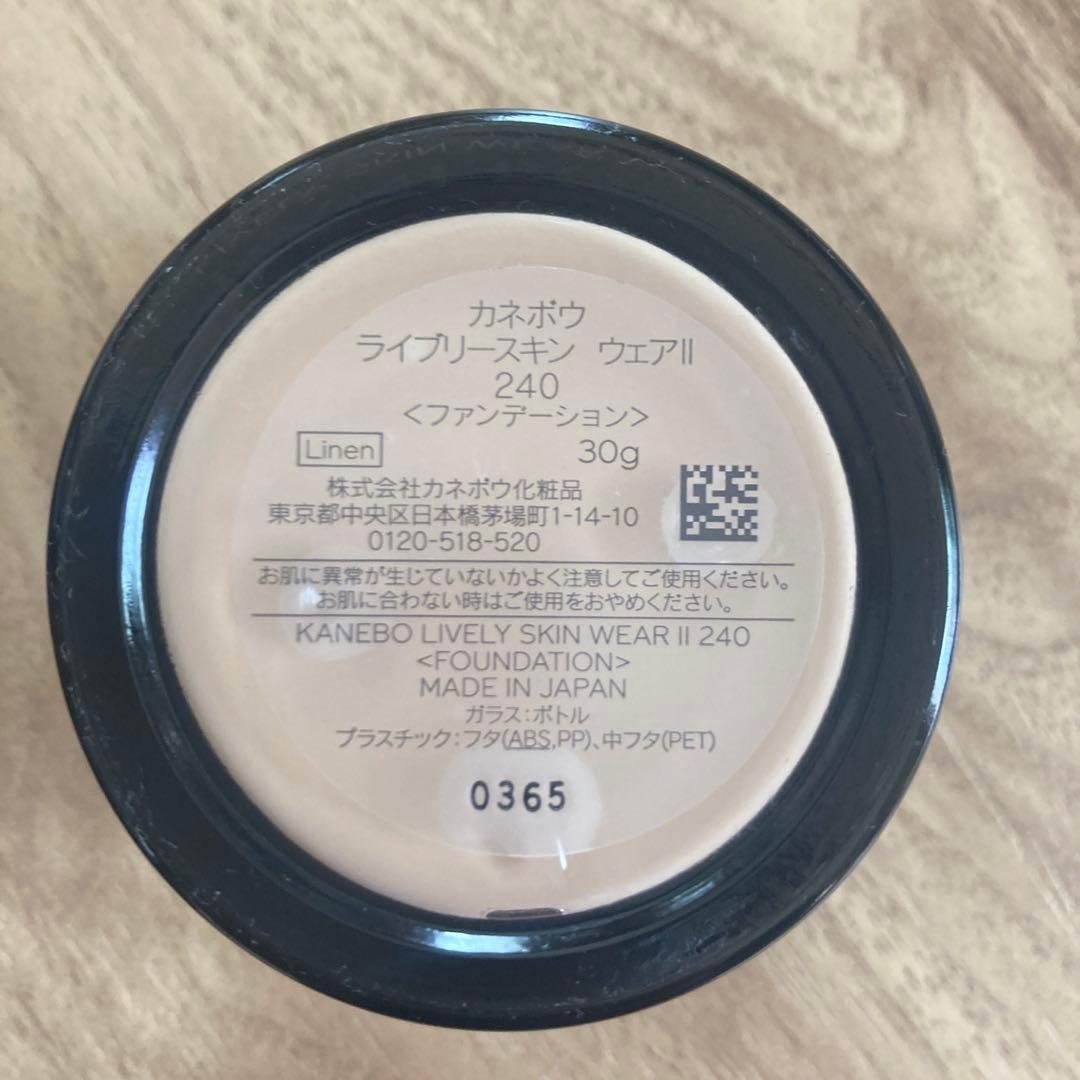 カネボウ
ライブリースキン ウェアII
240
<ファンデーション>
Linen 30g
株式会社カネボウ化粧品
東京都中央区日本橋茅場町1-14-10
0120-518-520
お肌に異常が生じていないかよく注意してご使用ください。
お肌に合わない時はご使用をおやめください。
KANEBO LIVELY SKIN WEAR II 240
<FOUNDATION>
MADE IN JAPAN
ガラス:ボトル
プラスチック:フタ(ABS,PP)、中フタ(PET)
0365